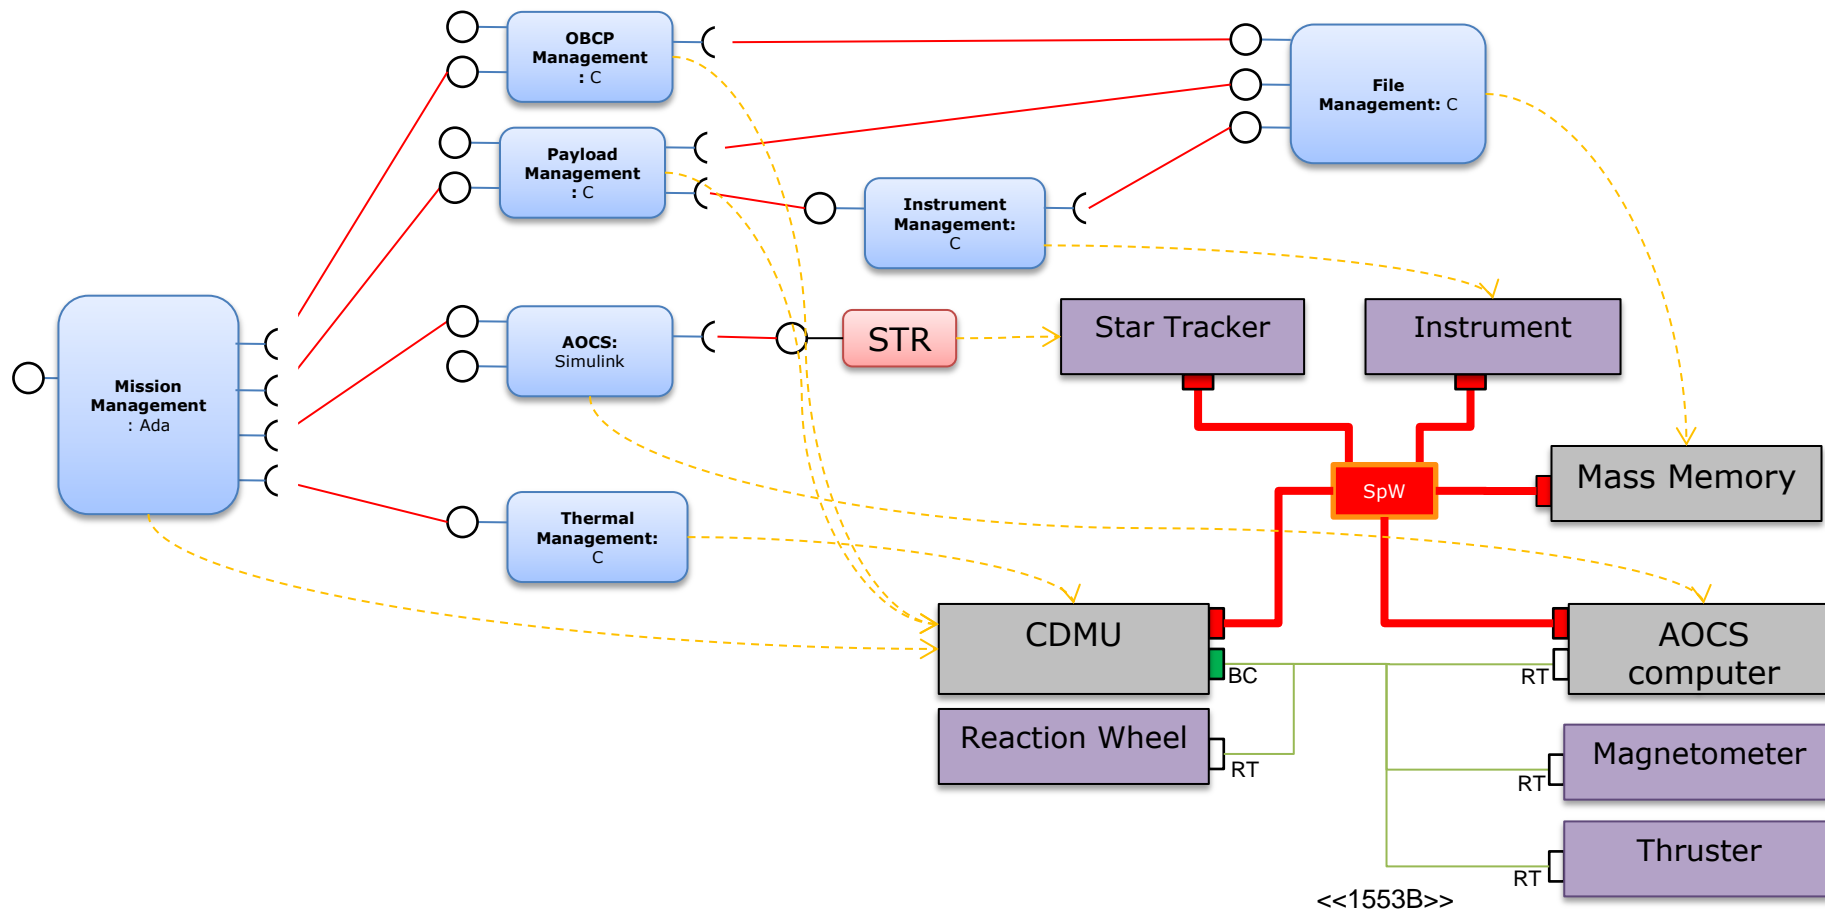 OBCP
Management
: C
File
Management: C
Payload
Management
: C
Instrument
Management:
C
Mission
Management
: Ada
AOCS:
Simulink
STR
Star Tracker
Instrument
Thermal
Management:
C
SpW
Mass Memory
CDMU
BC
AOCS
computer
RT
Reaction Wheel
RT
Magnetometer
RT
Thruster
RT
<<1553B>>